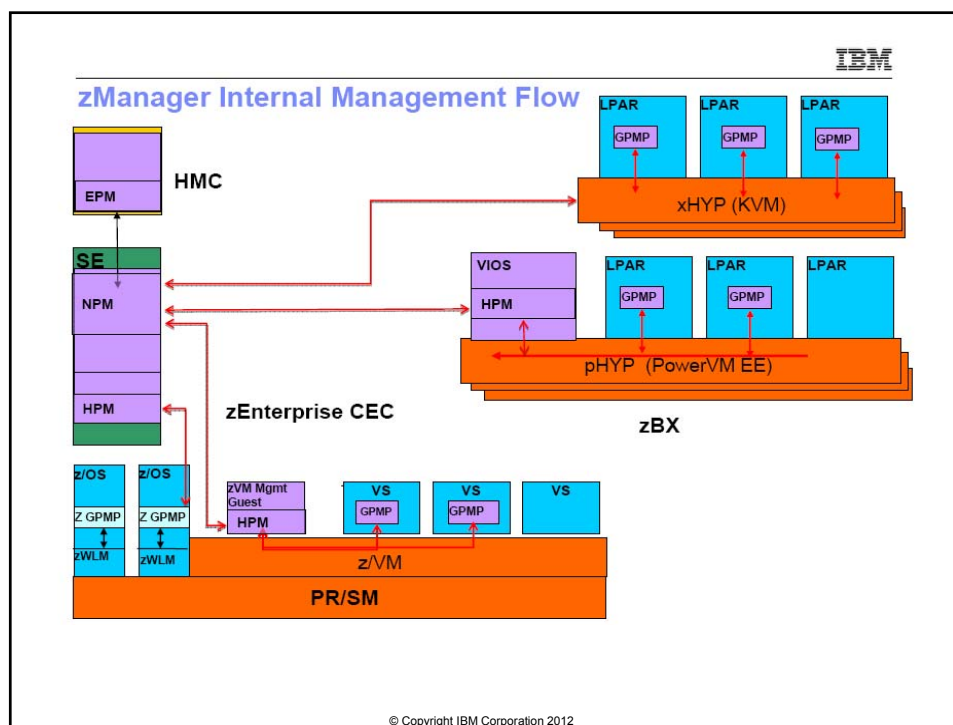 IBM
zManager Internal Management Flow
LPAR
LPAR
LPAR
GPMP
GPMP
GPMP
xHYP (KVM)
EPM
HMC
SE
NPM
HPM
VIOS
HPM
LPAR
LPAR
LPAR
GPMP
GPMP
pHYP (PowerVM EE)
zBX
zEnterprise CEC
z/OS
z/OS
Z GPMP
Z GPMP
zWLM
zWLM
zVM Mgmt
Guest
HPM
VS
VS
VS
GPMP
GPMP
z/VM
PR/SM
© Copyright IBM Corporation 2012